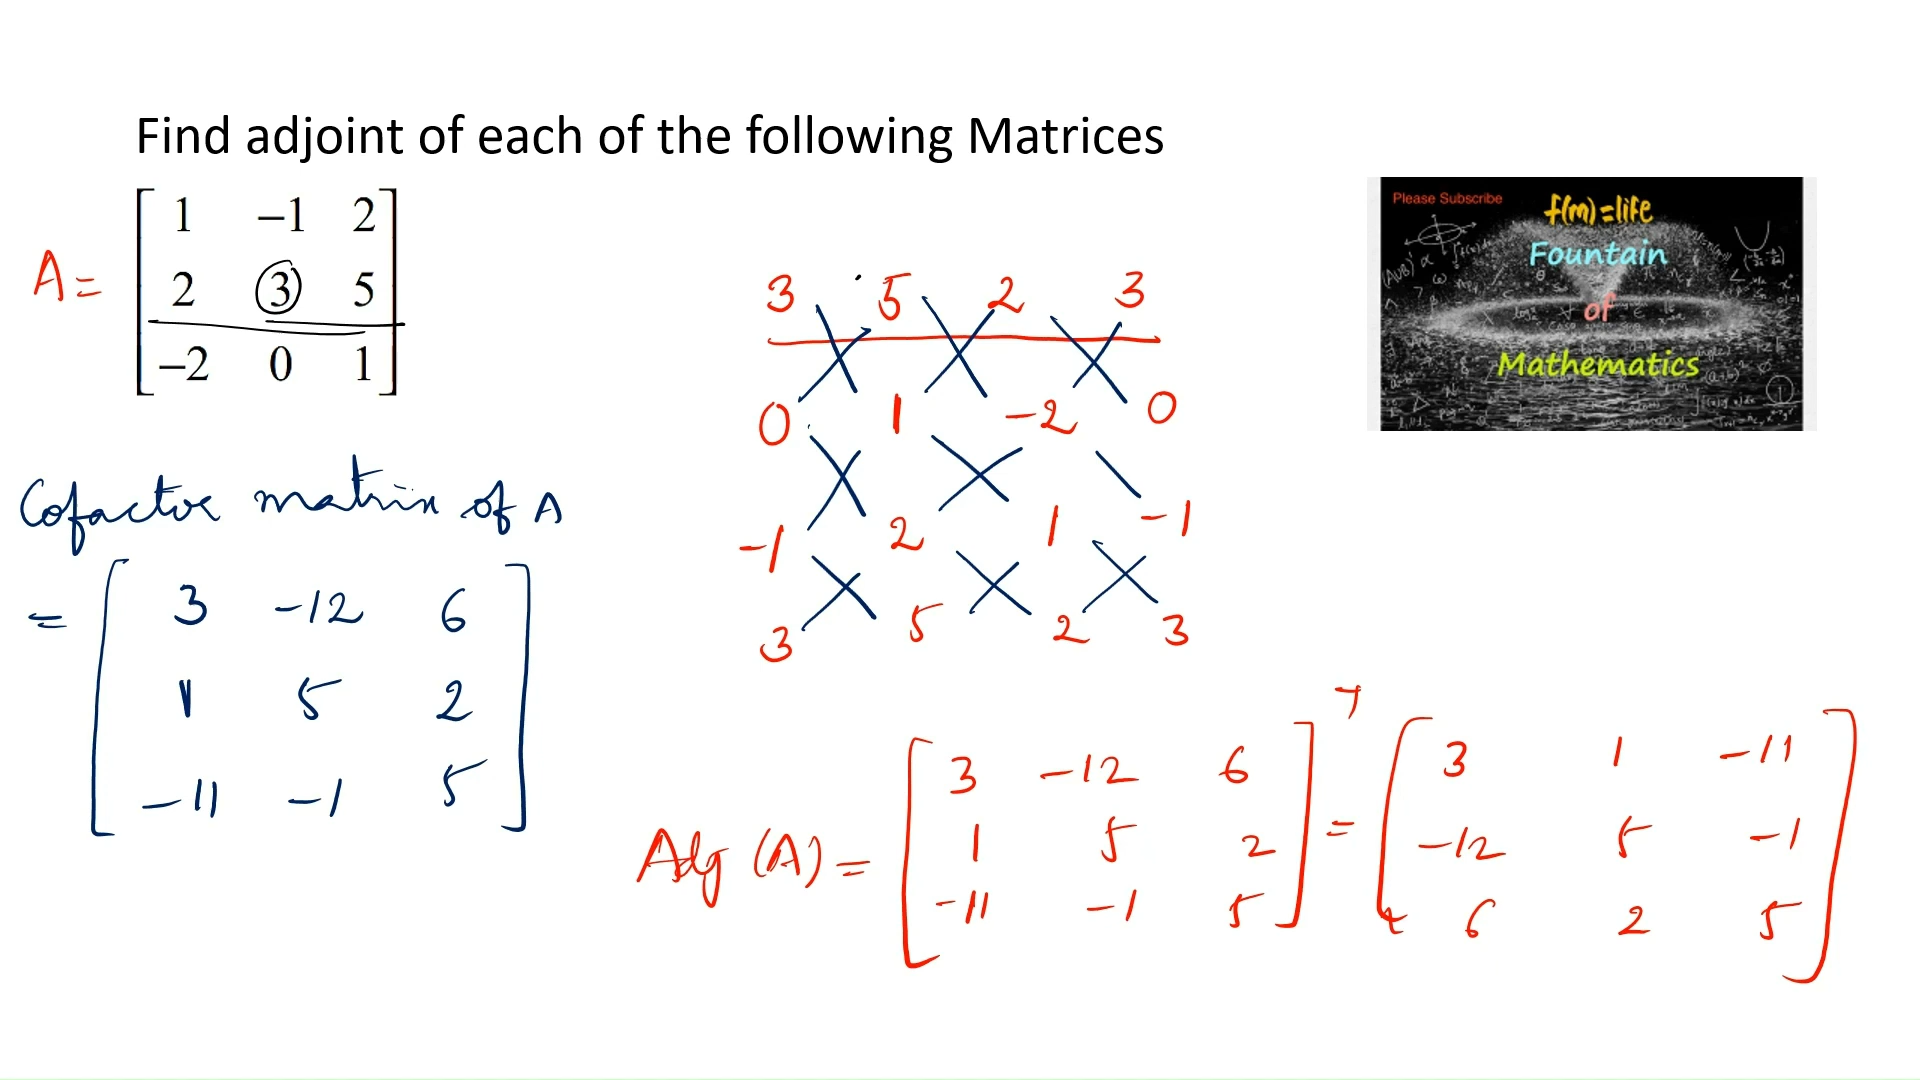 Find adjoint of each of the following Matrices
A = [ 1 −1 2
2 3 5
−2 0 1 ]
Please Subscribe
f(m)=life
Fountain
of
Mathematics
3 5 2 3
0 1 -2 0
-1 2 1 -1
3 5 2 3
Cofactor matrix of A
= [ 3 -12 6
1 5 2
-11 -1 5 ]
Adj (A) = [ 3 -12 6
1 5 2
-11 -1 5 ]ᵀ
= [ 3 1 -11
-12 5 -1
6 2 5 ]